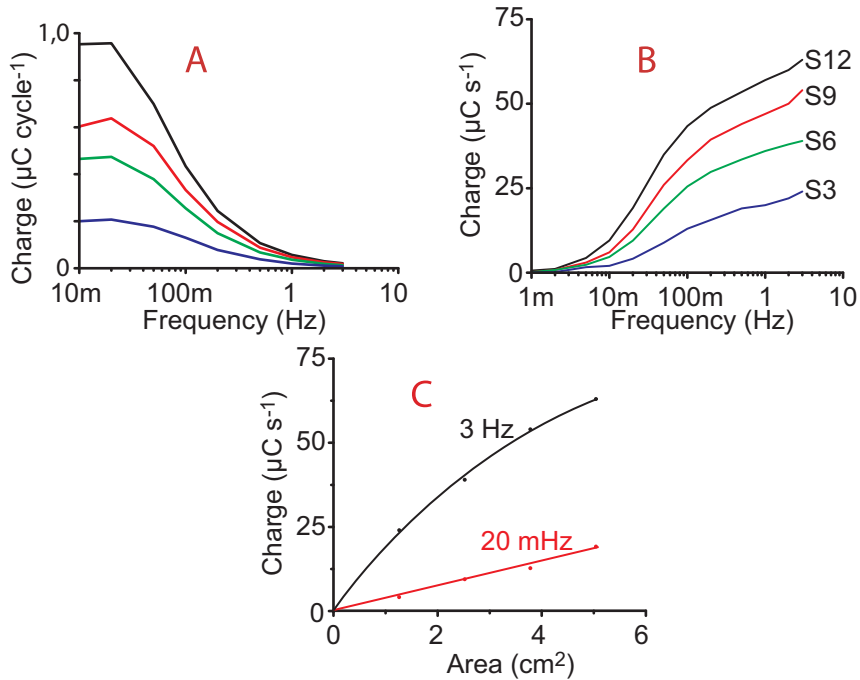 A
Charge (µC cycle⁻¹)
1,0
0
10m 100m 1 10
Frequency (Hz)
B
Charge (µC s⁻¹)
75
50
25
0
1m 10m 100m 1 10
Frequency (Hz)
S12
S9
S6
S3
C
Charge (µC s⁻¹)
75
50
25
0
3 Hz
20 mHz
0 2 4 6
Area (cm²)